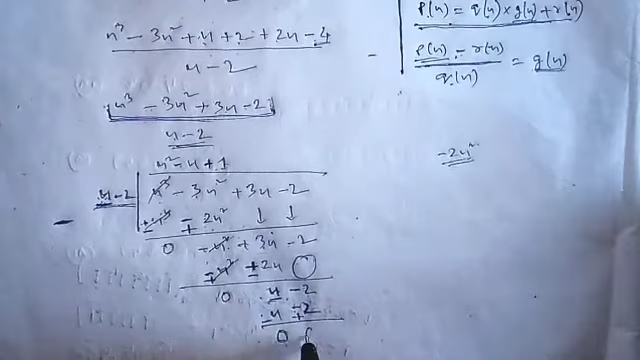 x³ - 3x² + x + 2 + 2x - 4
x - 2
x³ - 3x² + 3x - 2
x - 2
x² - x + 1
x - 2 | x³ - 3x² + 3x - 2
x³ - 2x² ↓ ↓
+
0 - x² + 3x - 2
- x² + 2x
0 x - 2
x - 2
0
P(x) = q(x) × g(x) + r(x)
P(x) - r(x)
q(x)
= g(x)
-2x²